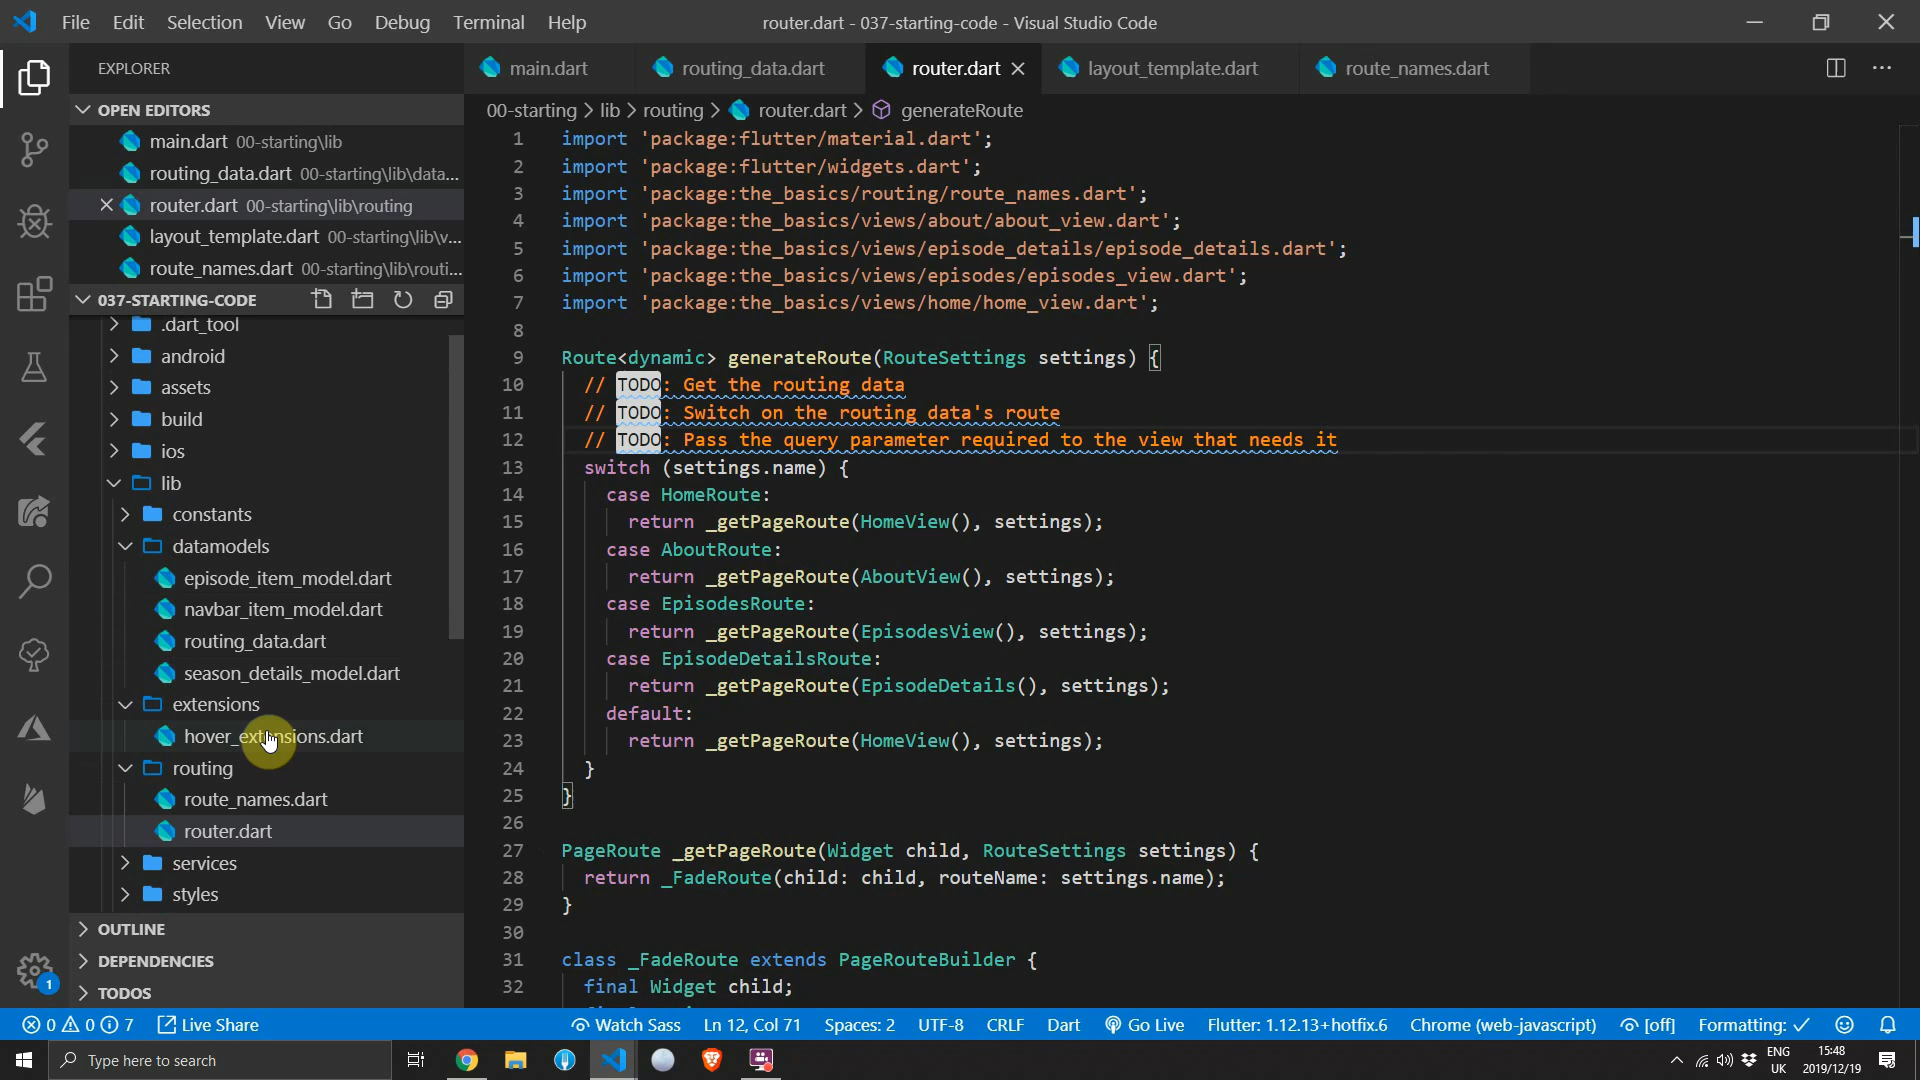 File Edit Selection View Go Debug Terminal Help
router.dart - 037-starting-code - Visual Studio Code
EXPLORER
main.dart
routing_data.dart
router.dart
layout_template.dart
route_names.dart
OPEN EDITORS
main.dart 00-starting\lib
routing_data.dart 00-starting\lib\data...
router.dart 00-starting\lib\routing
layout_template.dart 00-starting\lib\v...
route_names.dart 00-starting\lib\routi...
037-STARTING-CODE
.dart_tool
android
assets
build
ios
lib
constants
datamodels
episode_item_model.dart
navbar_item_model.dart
routing_data.dart
season_details_model.dart
extensions
hover_extensions.dart
routing
route_names.dart
router.dart
services
styles
OUTLINE
DEPENDENCIES
TODOS
1
00-starting > lib > routing > router.dart > generateRoute
1 import 'package:flutter/material.dart';
2 import 'package:flutter/widgets.dart';
3 import 'package:the_basics/routing/route_names.dart';
4 import 'package:the_basics/views/about/about_view.dart';
5 import 'package:the_basics/views/episode_details/episode_details.dart';
6 import 'package:the_basics/views/episodes/episodes_view.dart';
7 import 'package:the_basics/views/home/home_view.dart';
8
9 Route<dynamic> generateRoute(RouteSettings settings) {
10 // TODO: Get the routing data
11 // TODO: Switch on the routing data's route
12 // TODO: Pass the query parameter required to the view that needs it
13 switch (settings.name) {
14 case HomeRoute:
15 return _getPageRoute(HomeView(), settings);
16 case AboutRoute:
17 return _getPageRoute(AboutView(), settings);
18 case EpisodesRoute:
19 return _getPageRoute(EpisodesView(), settings);
20 case EpisodeDetailsRoute:
21 return _getPageRoute(EpisodeDetails(), settings);
22 default:
23 return _getPageRoute(HomeView(), settings);
24 }
25 }
26
27 PageRoute _getPageRoute(Widget child, RouteSettings settings) {
28 return _FadeRoute(child: child, routeName: settings.name);
29 }
30
31 class _FadeRoute extends PageRouteBuilder {
32 final Widget child;
0 0 7 Live Share Watch Sass Ln 12, Col 71 Spaces: 2 UTF-8 CRLF Dart Go Live Flutter: 1.12.13+hotfix.6 Chrome (web-javascript) [off] Formatting: ✓
Type here to search
ENG
UK
15:48
2019/12/19